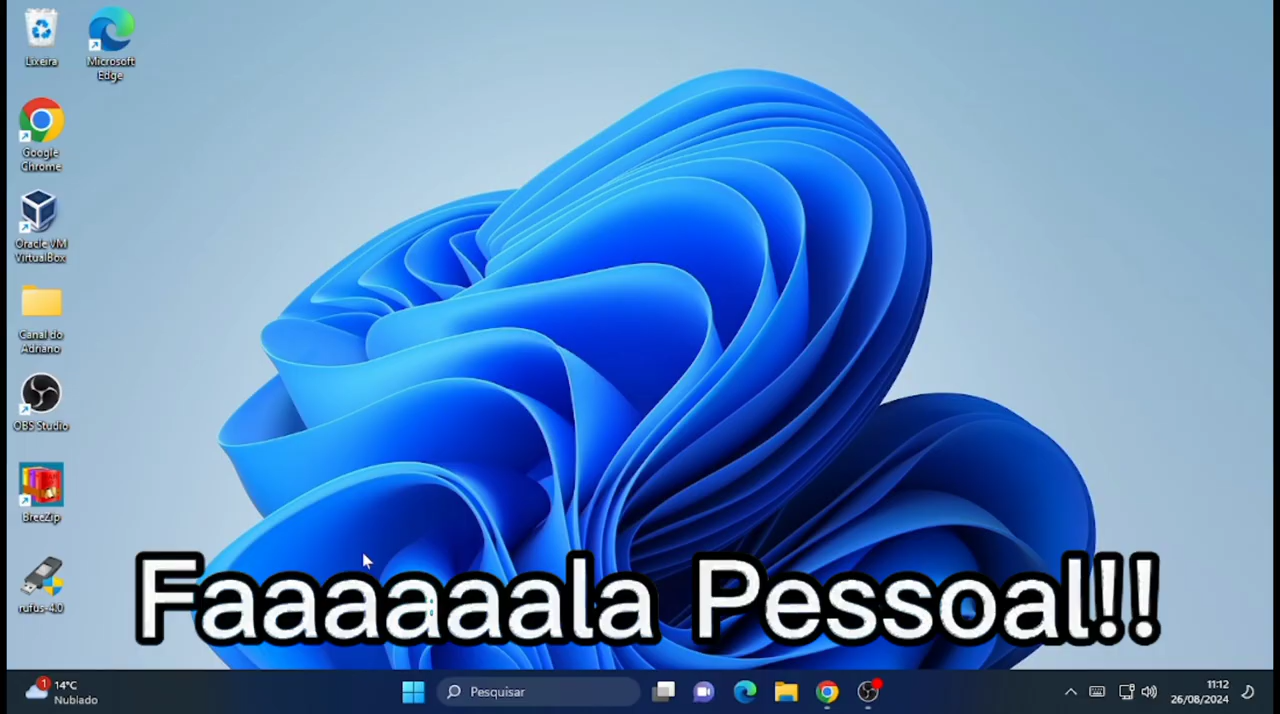 Lixeira
Microsoft
Edge
Google
Chrome
Oracle VM
VirtualBox
Canal do
Adriano
OBS Studio
BreeZip
rufus-4.0
Faaaaaala Pessoal!!
1
14°C
Nublado
Pesquisar
11:12
26/08/2024